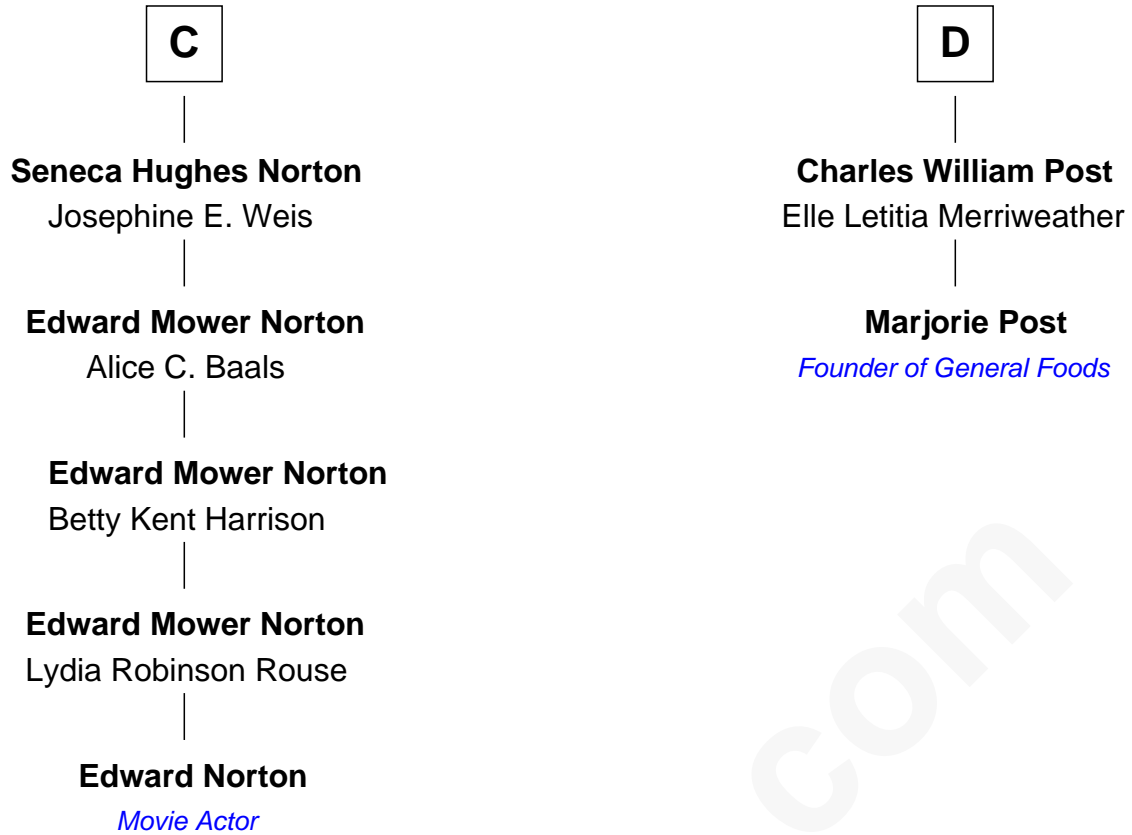 C
Seneca Hughes Norton
Josephine E. Weis
Edward Mower Norton
Alice C. Baals
Edward Mower Norton
Betty Kent Harrison
Edward Mower Norton
Lydia Robinson Rouse
Edward Norton
Movie Actor
D
Charles William Post
Elle Letitia Merriweather
Marjorie Post
Founder of General Foods
com